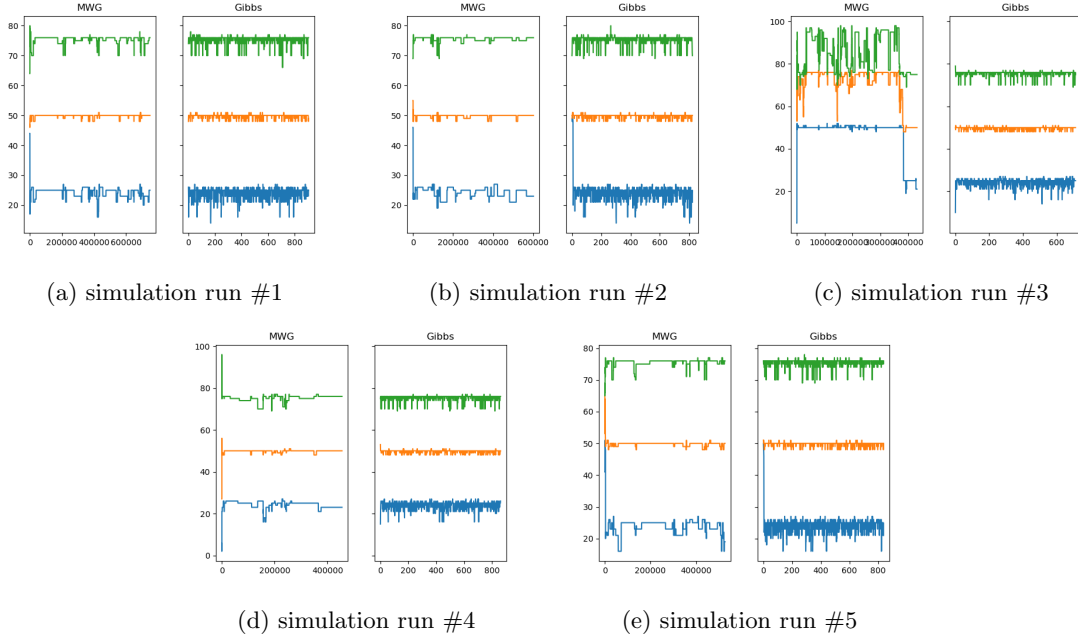 MWG Gibbs MWG Gibbs MWG Gibbs
80 70 60 50 40 30 20
0 200000 400000 600000 0 200 400 600 800
80 70 60 50 40 30 20
0 200000 400000 600000 0 200 400 600 800
100 80 60 40 20
0 100000 200000 300000 400000 0 200 400 600
(a) simulation run #1 (b) simulation run #2 (c) simulation run #3
MWG Gibbs MWG Gibbs
100 80 60 40 20 0
0 200000 400000 0 200 400 600 800
80 70 60 50 40 30 20
0 200000 400000 0 200 400 600 800
(d) simulation run #4 (e) simulation run #5